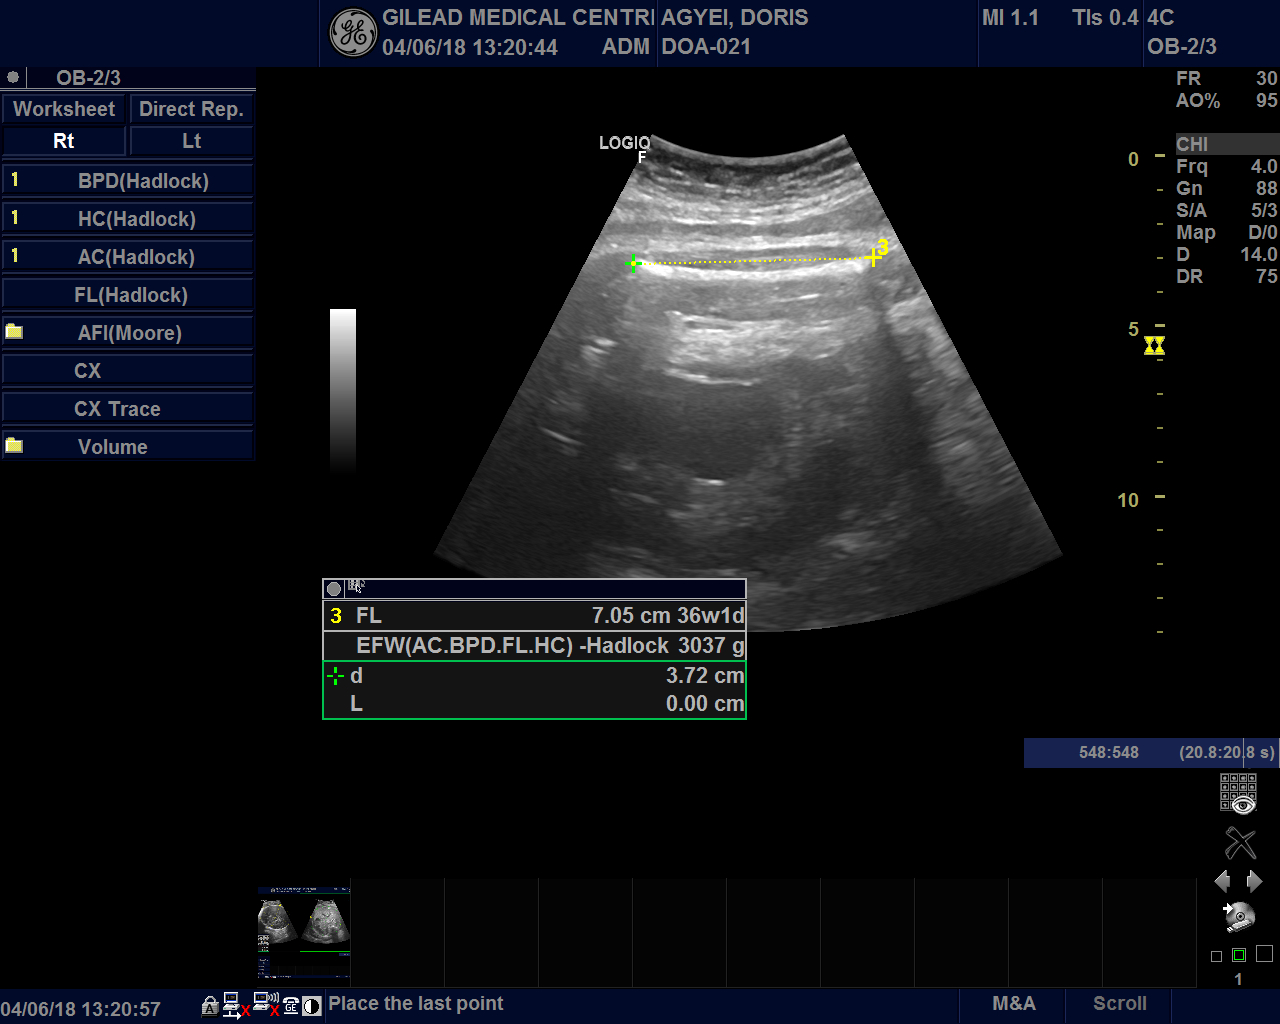 GILEAD MEDICAL CENTR
AGYEI, DORIS
MI 1.1
TIs 0.4
4C
04/06/18 13:20:44
ADM
DOA-021
OB-2/3
OB-2/3
Worksheet
Direct Rep.
Rt
Lt
1 BPD(Hadlock)
1 HC(Hadlock)
1 AC(Hadlock)
FL(Hadlock)
AFI(Moore)
CX
CX Trace
Volume
LOGIQ
F
3
0
5
10
FR 30
AO% 95
CHI
Frq 4.0
Gn 88
S/A 5/3
Map D/0
D 14.0
DR 75
3 FL 7.05 cm 36w1d
EFW(AC.BPD.FL.HC) -Hadlock 3037 g
d 3.72 cm
L 0.00 cm
548:548 (20.8:20.8 s)
1
04/06/18 13:20:57
Place the last point
M&A
Scroll